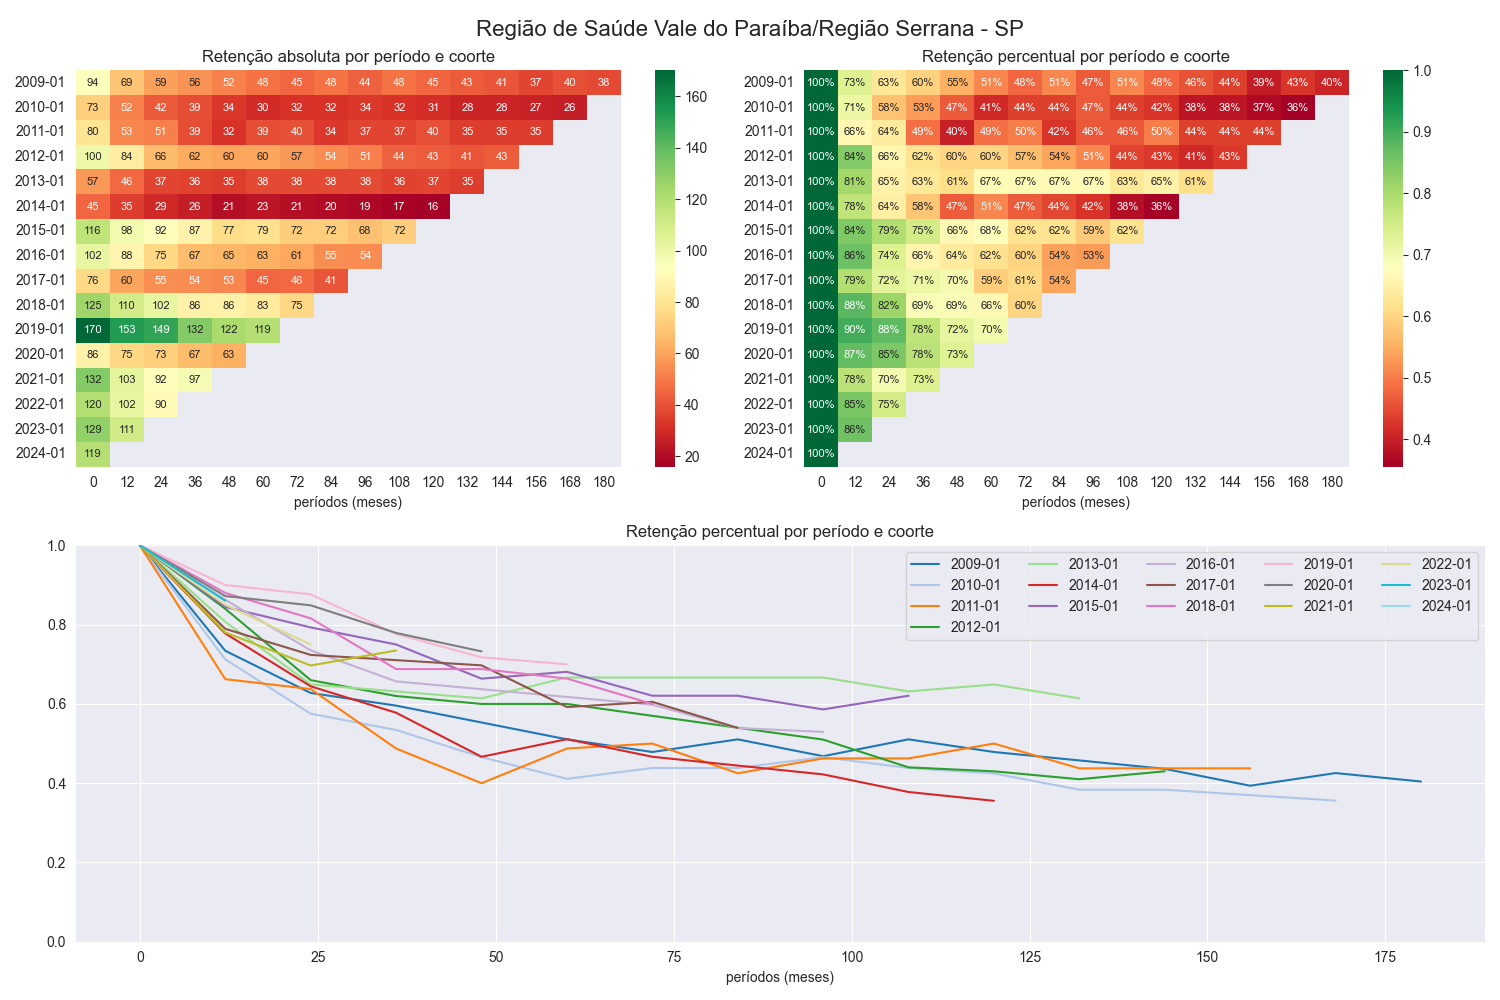 Região de Saúde Vale do Paraíba/Região Serrana - SP
Retenção absoluta por período e coorte
2009-01 94 69 59 56 52 48 45 48 44 48 45 43 41 37 40 38
2010-01 73 52 42 39 34 30 32 32 34 32 31 28 28 27 26
2011-01 80 53 51 39 32 39 40 34 37 37 40 35 35 35
2012-01 100 84 66 62 60 60 57 54 51 44 43 41 43
2013-01 57 46 37 36 35 38 38 38 38 36 37 35
2014-01 45 35 29 26 21 23 21 20 19 17 16
2015-01 116 98 92 87 77 79 72 72 68 72
2016-01 102 88 75 67 65 63 61 55 54
2017-01 76 60 55 54 53 45 46 41
2018-01 125 110 102 86 86 83 75
2019-01 170 153 149 132 122 119
2020-01 86 75 73 67 63
2021-01 132 103 92 97
2022-01 120 102 90
2023-01 129 111
2024-01 119
0 12 24 36 48 60 72 84 96 108 120 132 144 156 168 180
períodos (meses)
160
140
120
100
80
60
40
20
Retenção percentual por período e coorte
2009-01 100% 73% 63% 60% 55% 51% 48% 51% 47% 51% 48% 46% 44% 39% 43% 40%
2010-01 100% 71% 58% 53% 47% 41% 44% 44% 47% 44% 42% 38% 38% 37% 36%
2011-01 100% 66% 64% 49% 40% 49% 50% 42% 46% 46% 50% 44% 44% 44%
2012-01 100% 84% 66% 62% 60% 60% 57% 54% 51% 44% 43% 41% 43%
2013-01 100% 81% 65% 63% 61% 67% 67% 67% 67% 63% 65% 61%
2014-01 100% 78% 64% 58% 47% 51% 47% 44% 42% 38% 36%
2015-01 100% 84% 79% 75% 66% 68% 62% 62% 59% 62%
2016-01 100% 86% 74% 66% 64% 62% 60% 54% 53%
2017-01 100% 79% 72% 71% 70% 59% 61% 54%
2018-01 100% 88% 82% 69% 69% 66% 60%
2019-01 100% 90% 88% 78% 72% 70%
2020-01 100% 87% 85% 78% 73%
2021-01 100% 78% 70% 73%
2022-01 100% 85% 75%
2023-01 100% 86%
2024-01 100%
0 12 24 36 48 60 72 84 96 108 120 132 144 156 168 180
períodos (meses)
1.0
0.9
0.8
0.7
0.6
0.5
0.4
Retenção percentual por período e coorte
1.0
0.8
0.6
0.4
0.2
0.0
2009-01 2013-01 2016-01 2019-01 2022-01
2010-01 2014-01 2017-01 2020-01 2023-01
2011-01 2015-01 2018-01 2021-01 2024-01
2012-01
0 25 50 75 100 125 150 175
períodos (meses)